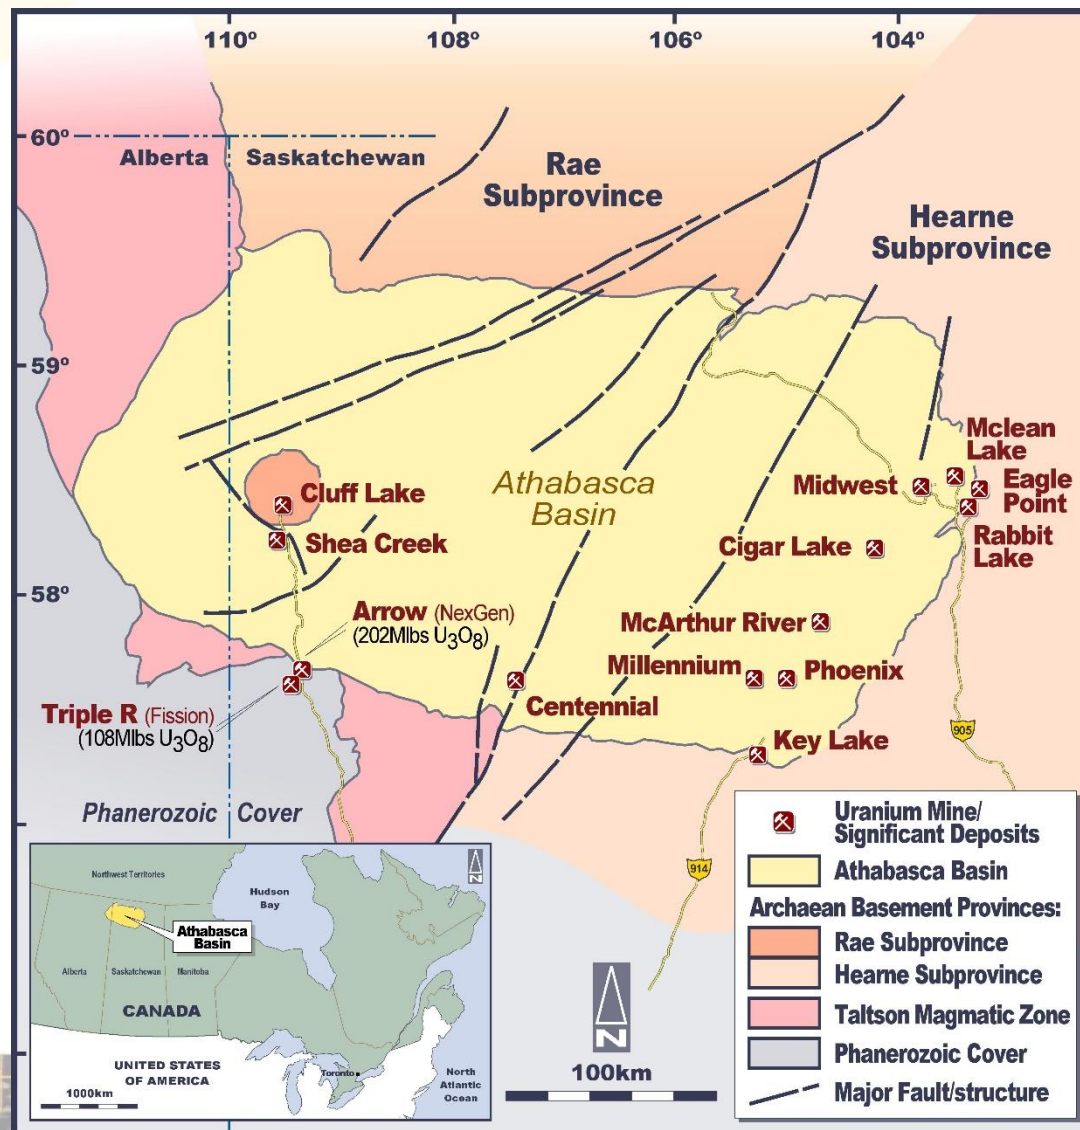 110º 108º 106º 104º
60º
Alberta Saskatchewan
Rae
Subprovince
Hearne
Subprovince
59º
Mclean
Lake
Midwest
Eagle
Point
Cluff Lake
Athabasca
Basin
Rabbit
Lake
Shea Creek
Cigar Lake
58º
Arrow (NexGen)
(202Mlbs U₃O₈)
McArthur River
Millennium
Phoenix
Triple R (Fission)
(108Mlbs U₃O₈)
Centennial
Key Lake
905
914
Phanerozoic Cover
Uranium Mine/
Significant Deposits
Athabasca Basin
Archaean Basement Provinces:
Rae Subprovince
Hearne Subprovince
Taltson Magmatic Zone
Phanerozoic Cover
Major Fault/structure
N
100km
N
Northwest Territories
Hudson
Bay
Athabasca
Basin
Alberta
Saskatchewan
Manitoba
CANADA
UNITED STATES
OF AMERICA
Toronto
North
Atlantic
Ocean
1000km